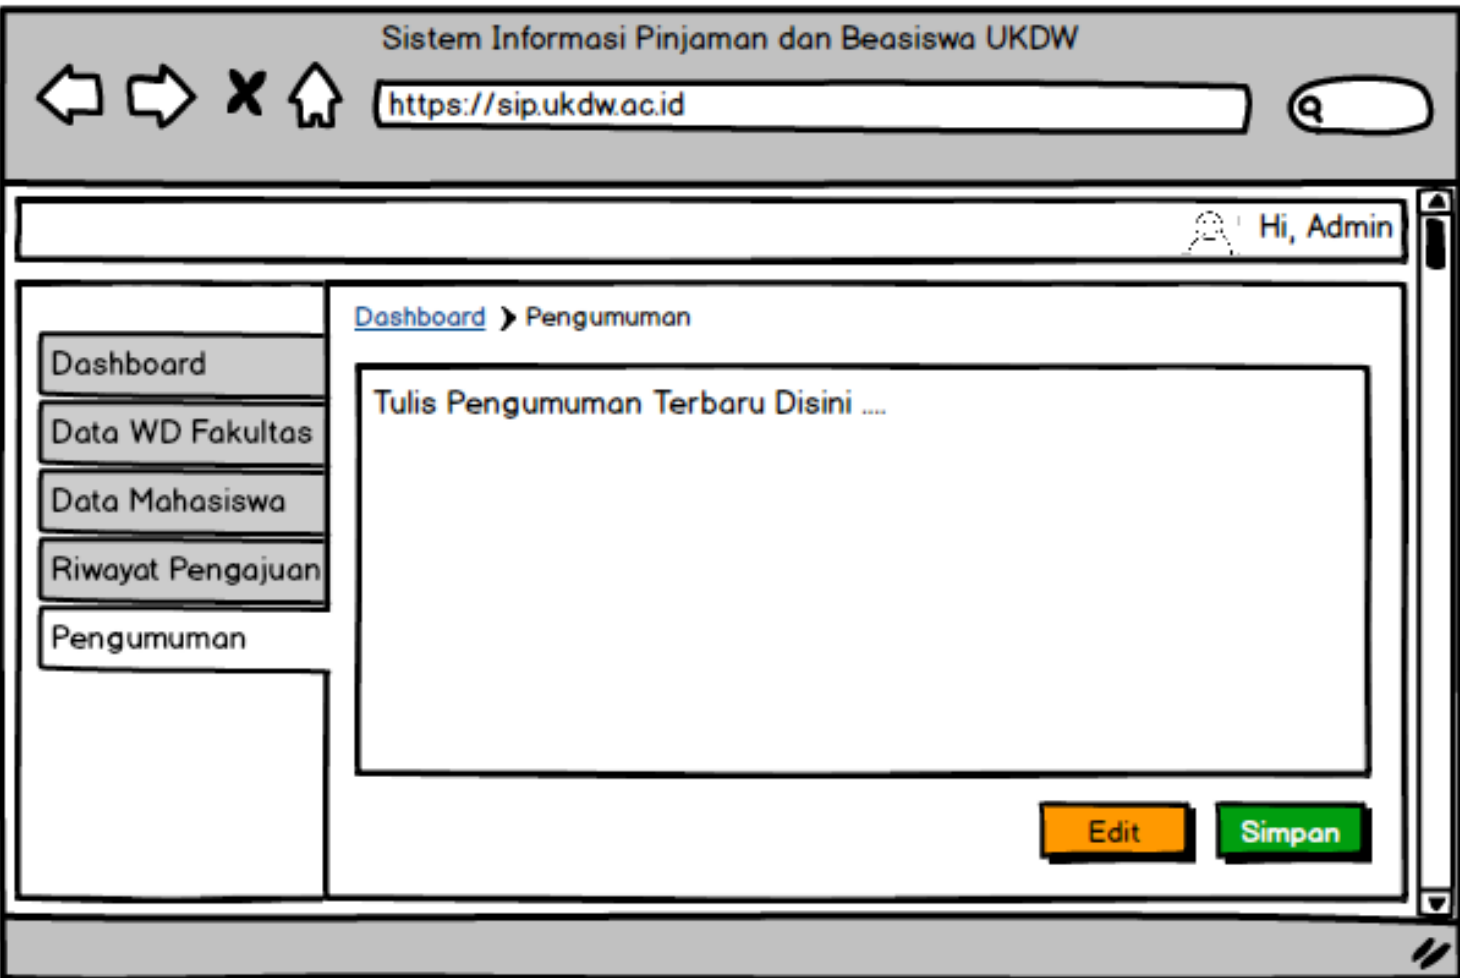 Sistem Informasi Pinjaman dan Beasiswa UKDW
https://sip.ukdw.ac.id
Hi, Admin
Dashboard
Data WD Fakultas
Data Mahasiswa
Riwayat Pengajuan
Pengumuman
Dashboard > Pengumuman
Tulis Pengumuman Terbaru Disini ....
Edit
Simpan